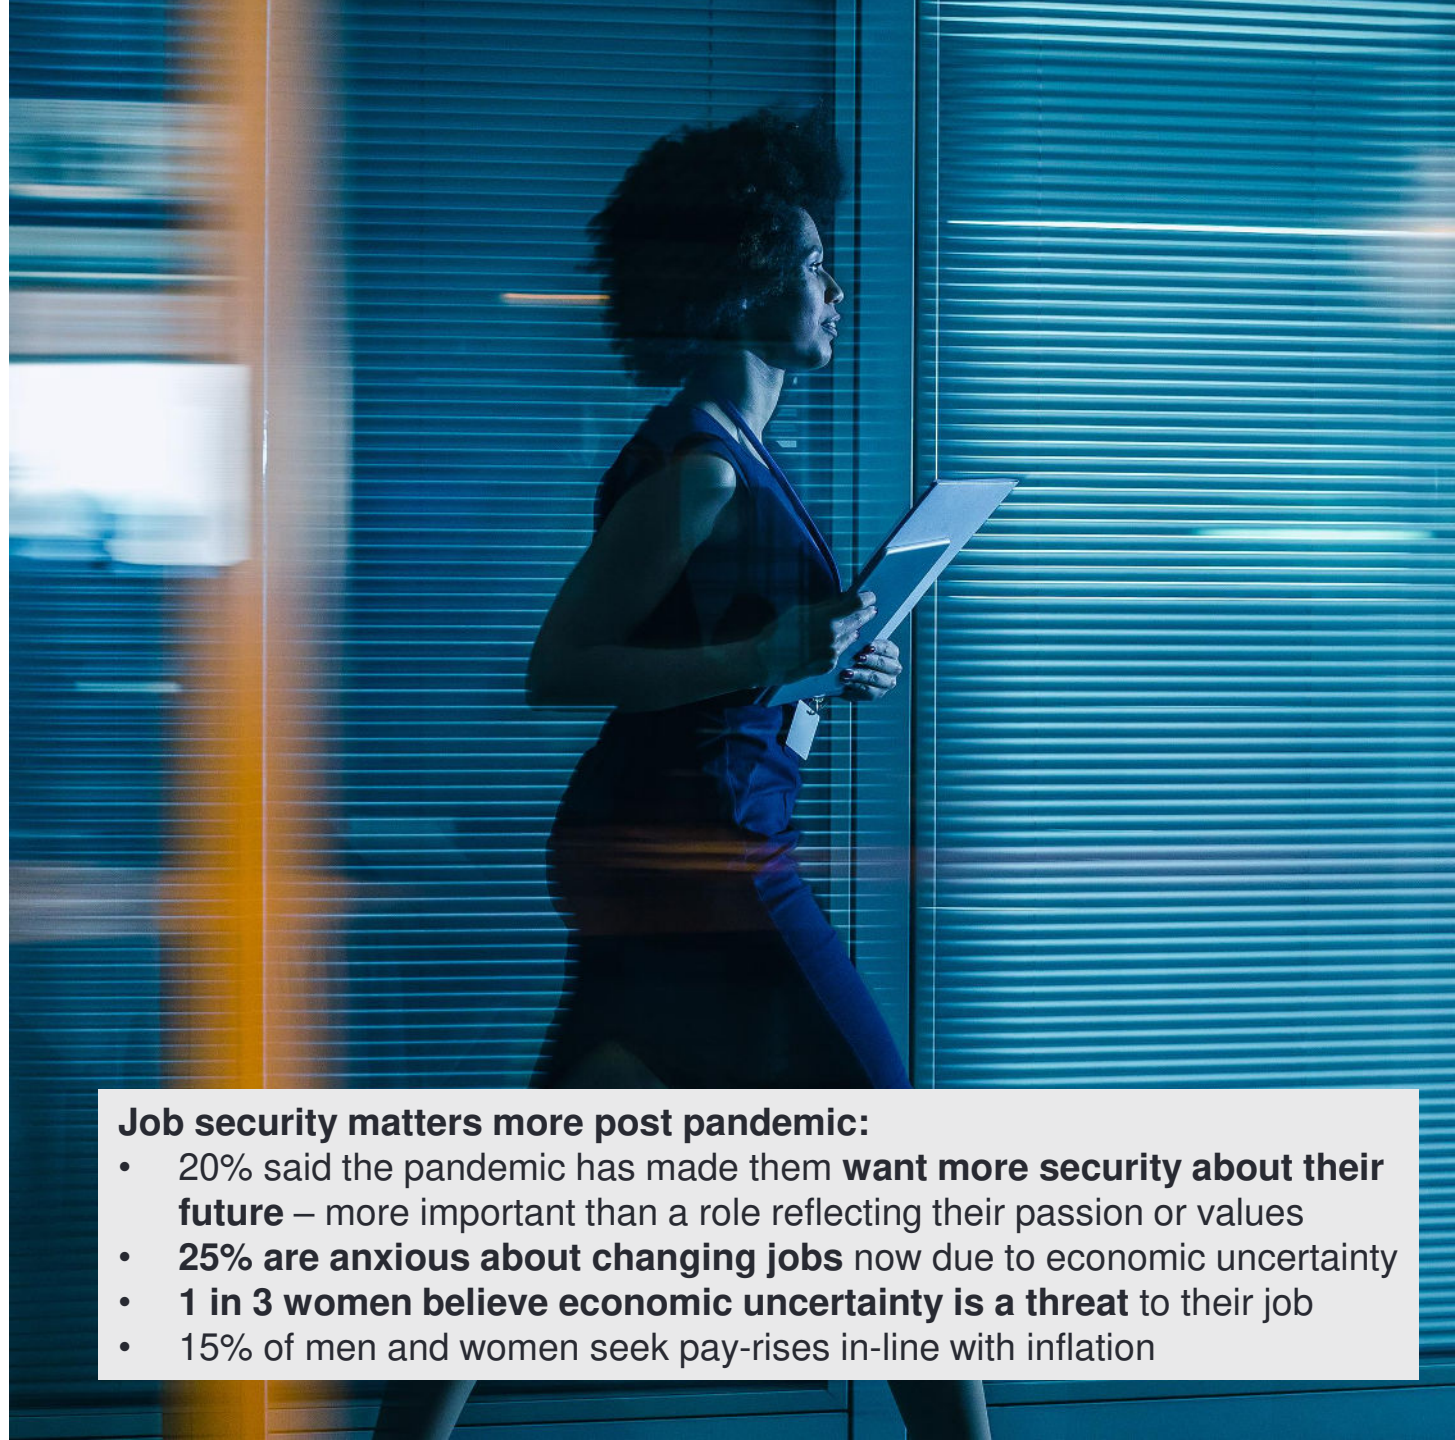 Job security matters more post pandemic:
• 20% said the pandemic has made them want more security about their
future – more important than a role reflecting their passion or values
• 25% are anxious about changing jobs now due to economic uncertainty
• 1 in 3 women believe economic uncertainty is a threat to their job
• 15% of men and women seek pay-rises in-line with inflation